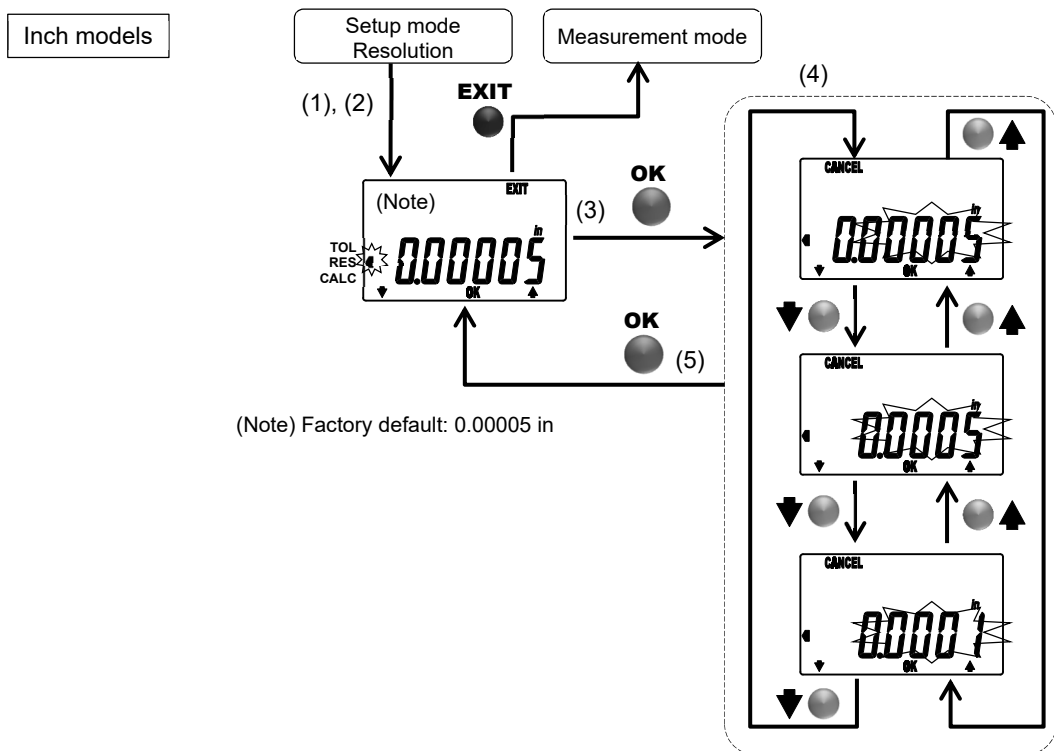 Inch models
Setup mode
Resolution
Measurement mode
(1), (2)
EXIT
(4)
EXIT
(Note)
in
TOL
RES
CALC
0.00005
OK
(3)
OK
OK
(5)
(Note) Factory default: 0.00005 in
CANCEL
in
0.00005
OK
CANCEL
in
0.0005
OK
CANCEL
in
0.0001
OK